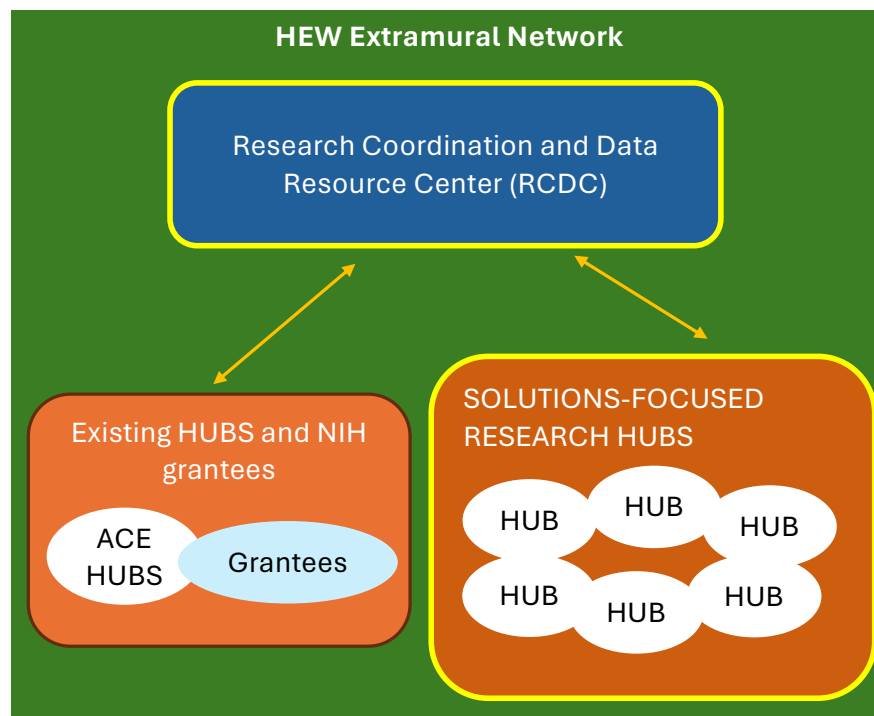 HEW Extramural Network
Research Coordination and Data
Resource Center (RCDC)
Existing HUBS and NIH
grantees
ACE
HUBS
Grantees
SOLUTIONS-FOCUSED
RESEARCH HUBS
HUB
HUB
HUB
HUB
HUB
HUB